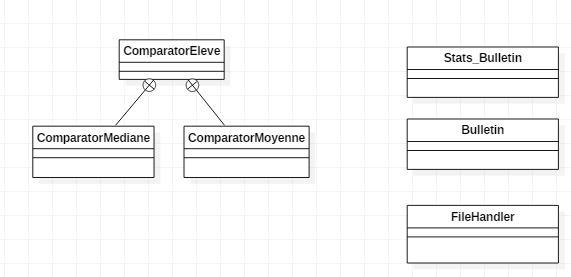 ComparatorEleve
Stats_Bulletin
ComparatorMediane
ComparatorMoyenne
Bulletin
FileHandler